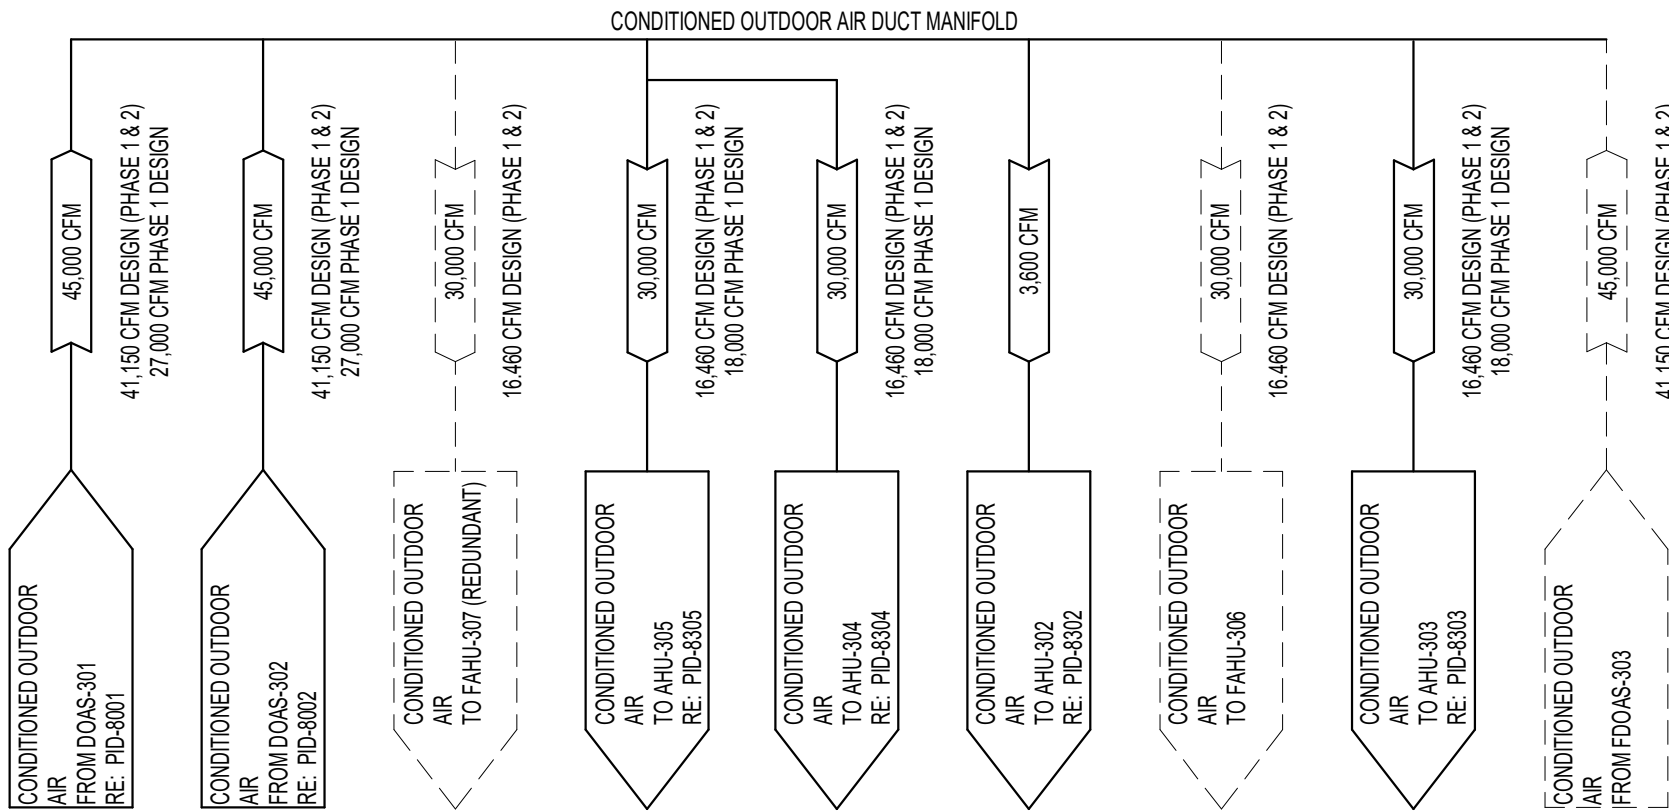 CONDITIONED OUTDOOR AIR DUCT MANIFOLD
45,000 CFM
41,150 CFM DESIGN (PHASE 1 & 2)
27,000 CFM PHASE 1 DESIGN
CONDITIONED OUTDOOR
AIR
FROM DOAS-301
RE: PID-8001
45,000 CFM
41,150 CFM DESIGN (PHASE 1 & 2)
27,000 CFM PHASE 1 DESIGN
CONDITIONED OUTDOOR
AIR
FROM DOAS-302
RE: PID-8002
30,000 CFM
16.460 CFM DESIGN (PHASE 1 & 2)
CONDITIONED OUTDOOR
AIR
TO FAHU-307 (REDUNDANT)
30,000 CFM
16,460 CFM DESIGN (PHASE 1 & 2)
18,000 CFM PHASE 1 DESIGN
CONDITIONED OUTDOOR
AIR
TO AHU-305
RE: PID-8305
30,000 CFM
16,460 CFM DESIGN (PHASE 1 & 2)
18,000 CFM PHASE 1 DESIGN
CONDITIONED OUTDOOR
AIR
TO AHU-304
RE: PID-8304
3,600 CFM
CONDITIONED OUTDOOR
AIR
TO AHU-302
RE: PID-8302
30,000 CFM
16.460 CFM DESIGN (PHASE 1 & 2)
CONDITIONED OUTDOOR
AIR
TO FAHU-306
30,000 CFM
16,460 CFM DESIGN (PHASE 1 & 2)
18,000 CFM PHASE 1 DESIGN
CONDITIONED OUTDOOR
AIR
TO AHU-303
RE: PID-8303
45,000 CFM
41,150 CFM DESIGN (PHASE 1 & 2)
CONDITIONED OUTDOOR
AIR
FROM FDOAS-303